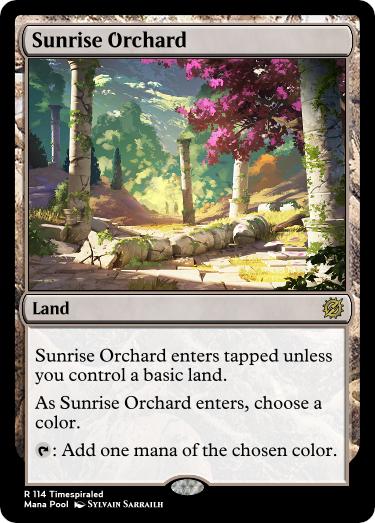 Sunrise Orchard
Land
Sunrise Orchard enters tapped unless
you control a basic land.
As Sunrise Orchard enters, choose a
color.
: Add one mana of the chosen color.
R 114 Timespiraled
Mana Pool Sylvain Sarrailh